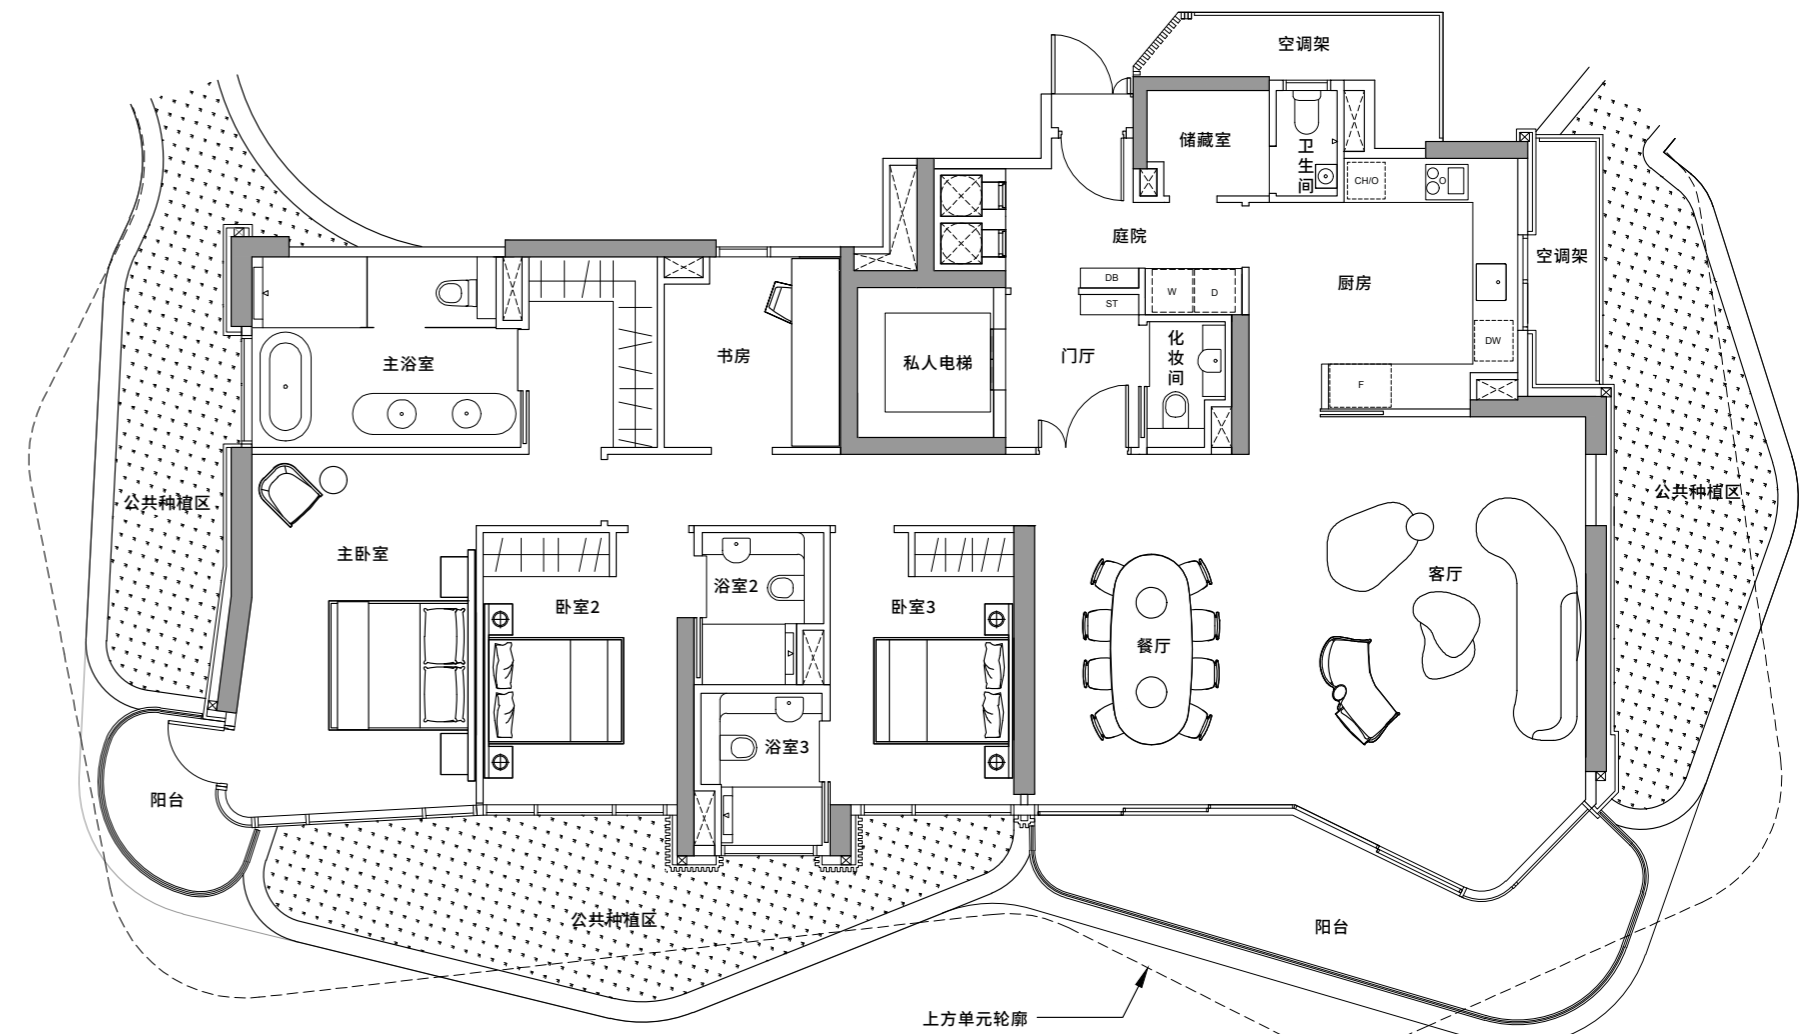 空调架
储藏室
卫生间
CH/O
庭院
空调架
厨房
DB
ST
W
D
DW
主浴室
书房
私人电梯
门厅
化妆间
F
公共种植区
公共种植区
主卧室
客厅
浴室2
卧室2
卧室3
餐厅
浴室3
阳台
公共种植区
阳台
上方单元轮廓